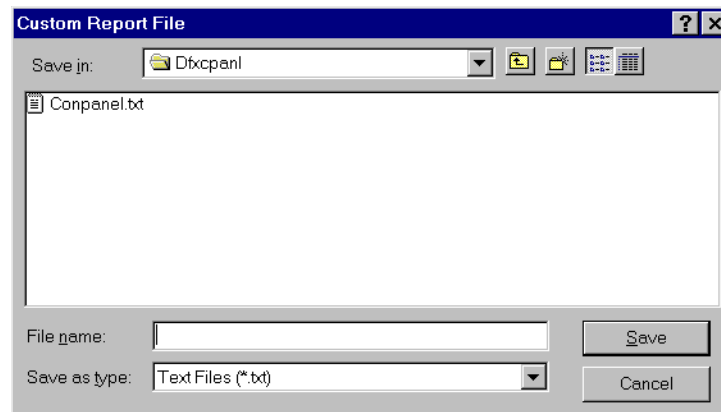 Custom Report File
Save in: Dfxcpanl
Conpanel.txt
File name: Save
Save as type: Text Files (*.txt) Cancel